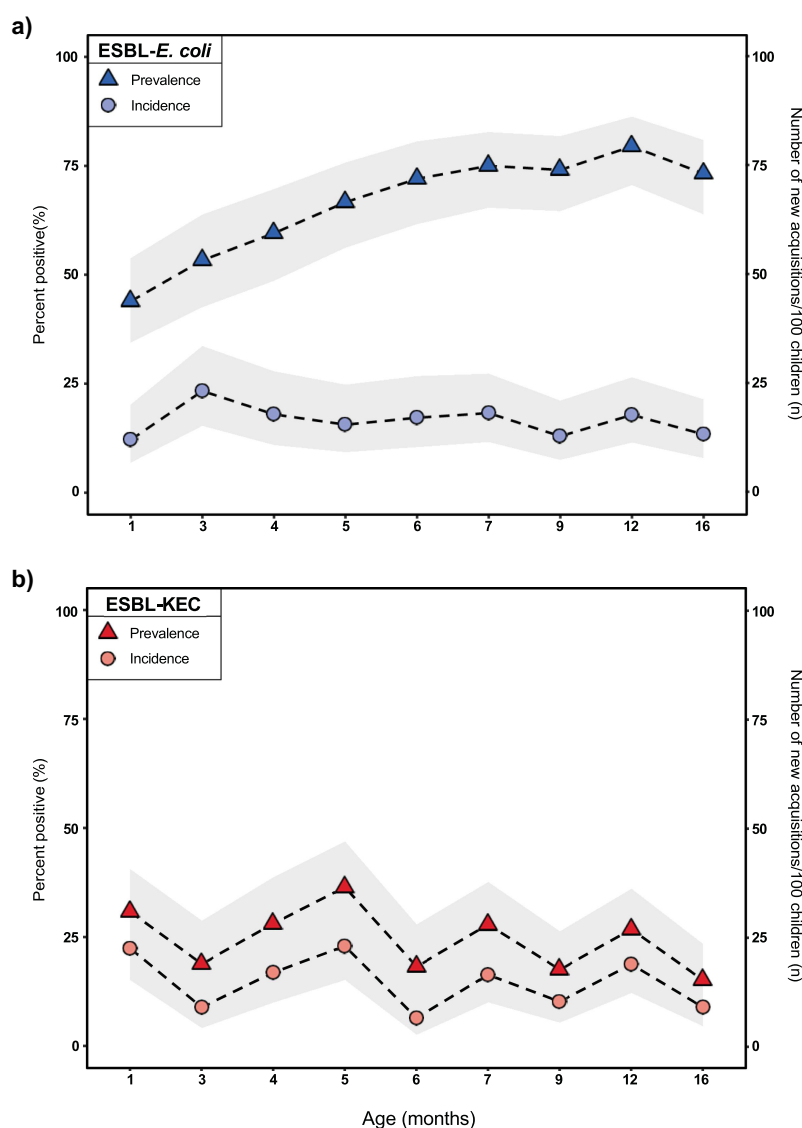 a)
ESBL-E. coli
Prevalence
Incidence
100
75
50
25
0
Percent positive(%)
100
75
50
25
0
Number of new acquisitions/100 children (n)
1 3 4 5 6 7 9 12 16
b)
ESBL-KEC
Prevalence
Incidence
100
75
50
25
0
Percent positive (%)
100
75
50
25
0
Number of new acquisitions/100 children (n)
1 3 4 5 6 7 9 12 16
Age (months)